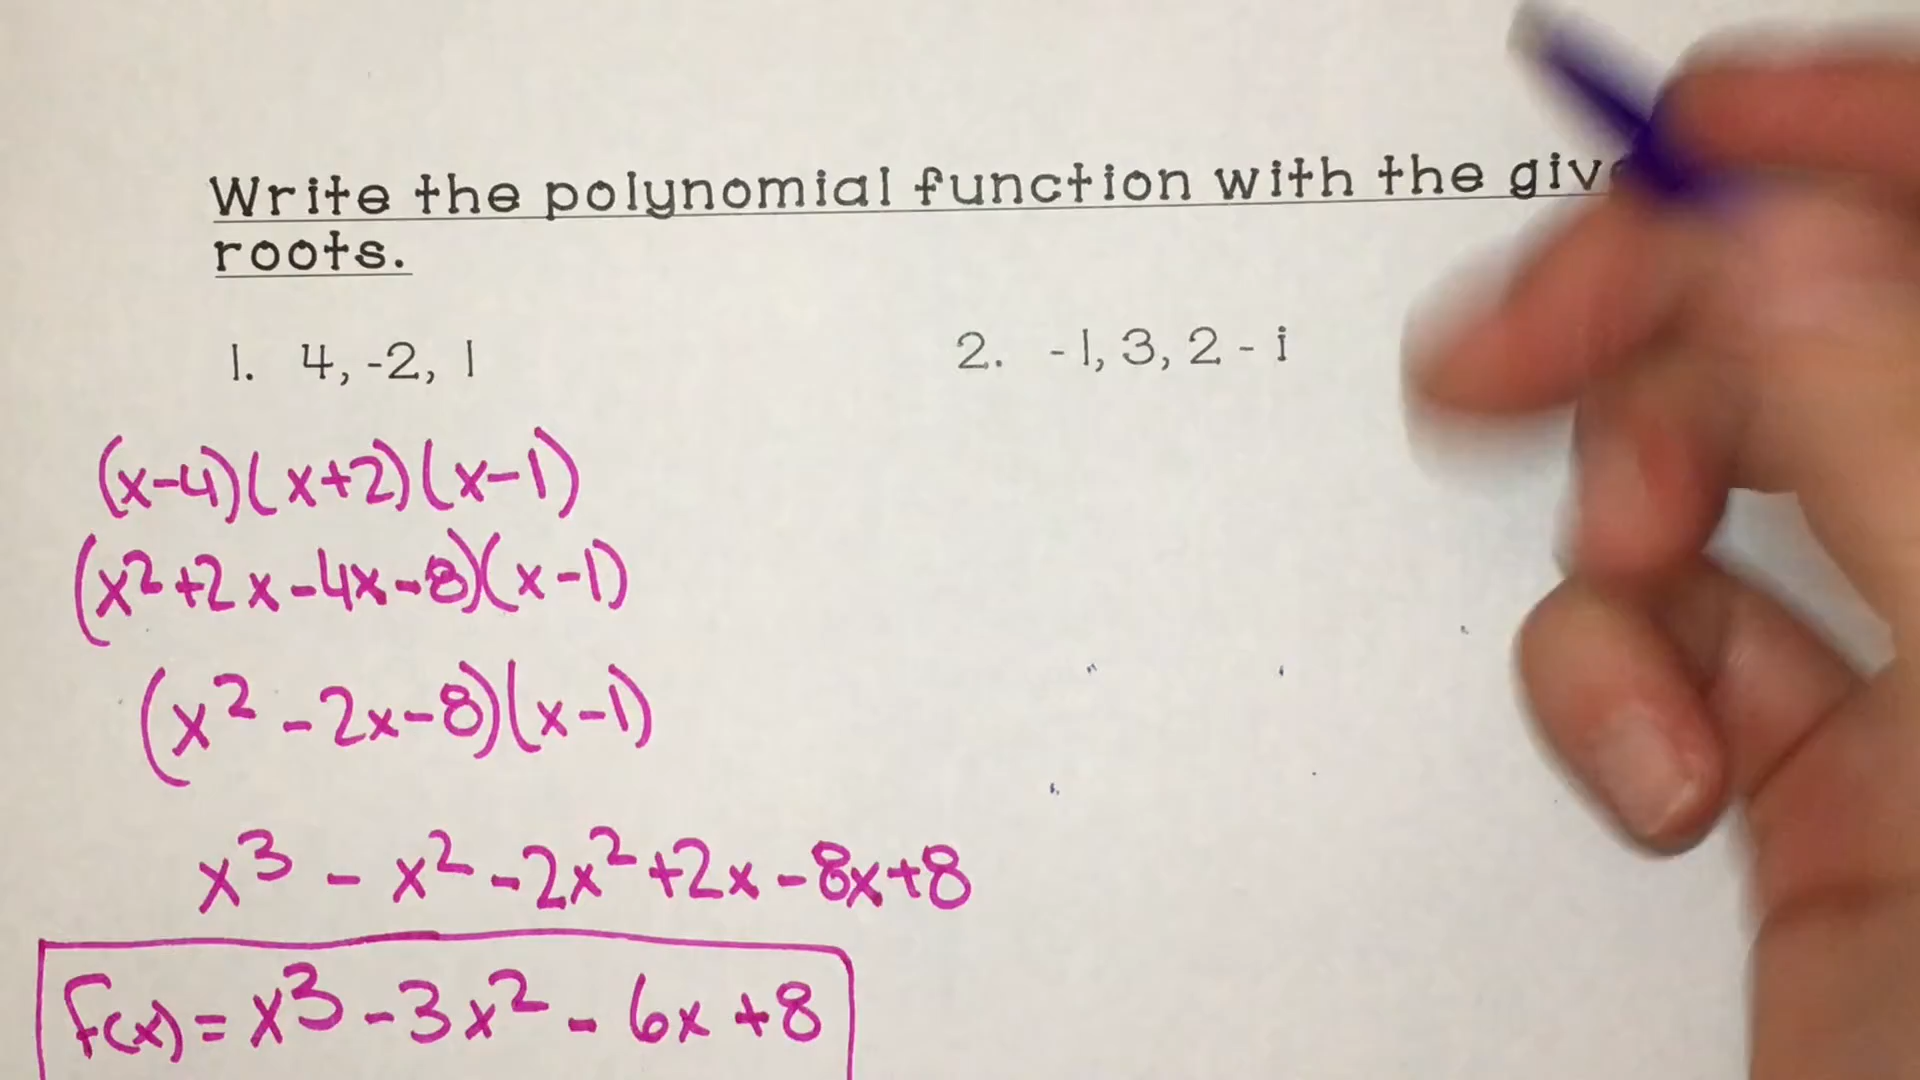 Write the polynomial function with the
roots.
1. 4, -2, 1
2. -1, 3, 2 - i
(x-4)(x+2)(x-1)
(x²+2x-4x-8)(x-1)
(x²-2x-8)(x-1)
x³ - x² - 2x² + 2x - 8x + 8
f(x) = x³ - 3x² - 6x + 8